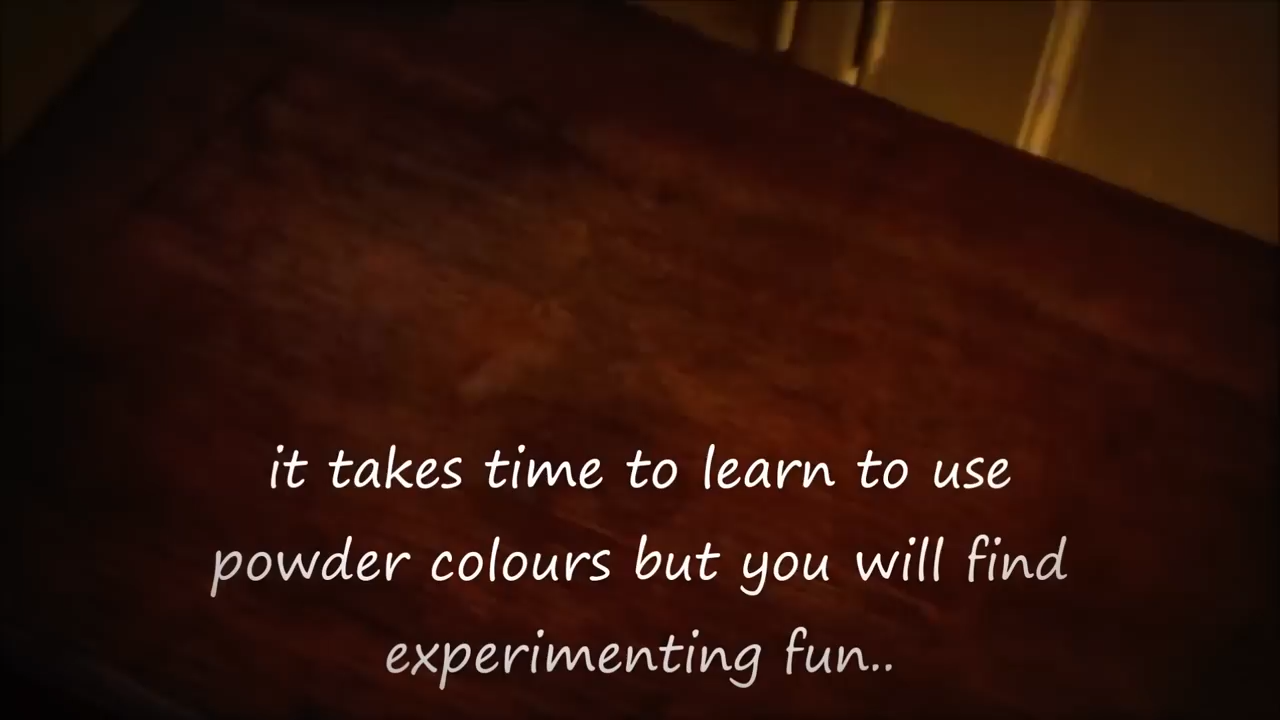 it takes time to learn to use
powder colours but you will find
experimenting fun..